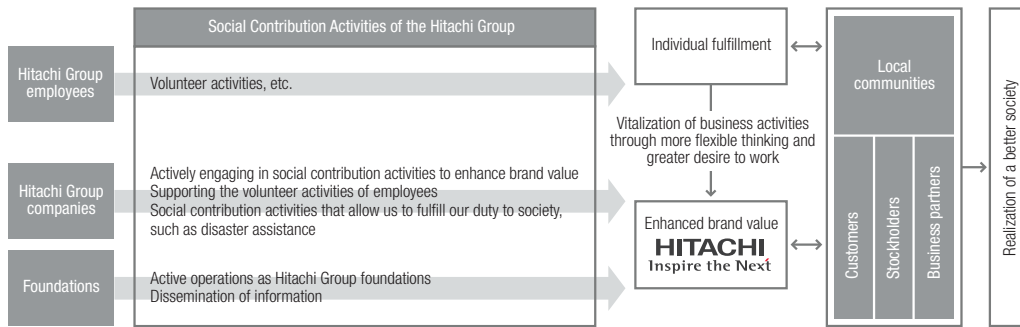 Social Contribution Activities of the Hitachi Group
Hitachi Group
employees
Volunteer activities, etc.
Individual fulfillment
Vitalization of business activities
through more flexible thinking and
greater desire to work
Hitachi Group
companies
Actively engaging in social contribution activities to enhance brand value
Supporting the volunteer activities of employees
Social contribution activities that allow us to fulfill our duty to society,
such as disaster assistance
Enhanced brand value
HITACHI
Inspire the Next
Foundations
Active operations as Hitachi Group foundations
Dissemination of information
Local
communities
Customers
Stockholders
Business partners
Realization of a better society